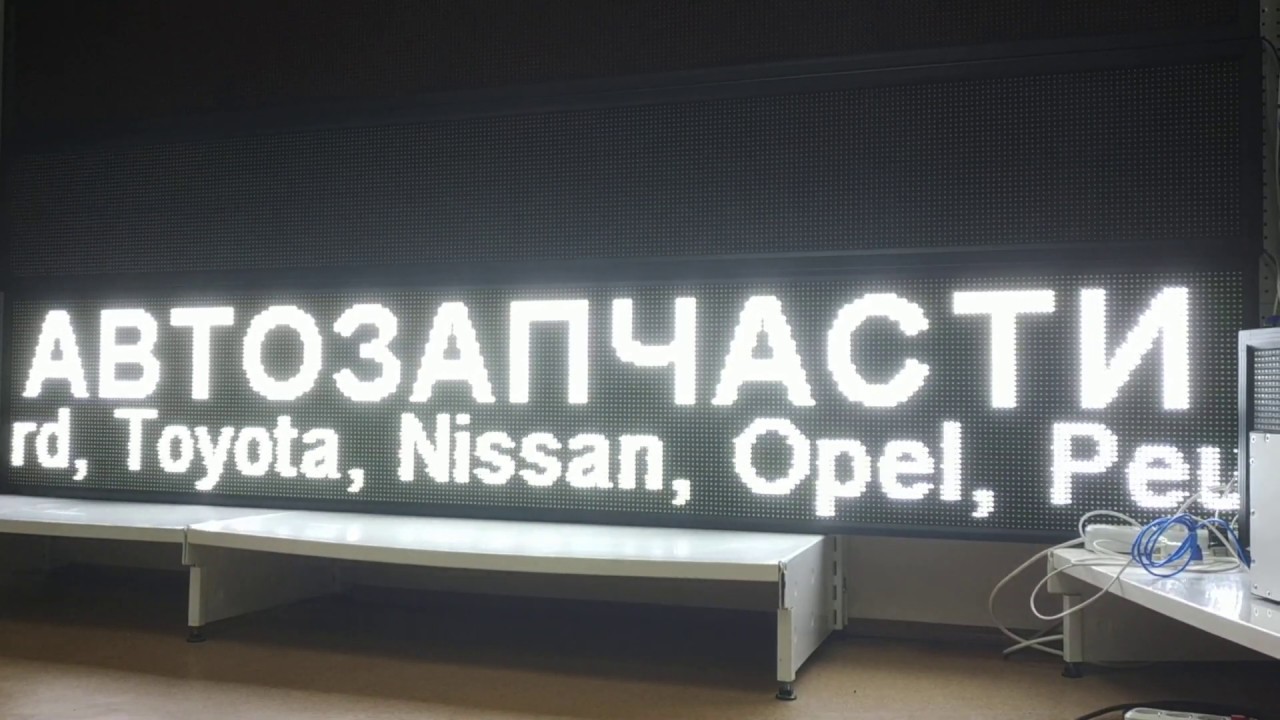 АВТОЗАПЧАСТИ
rd, Toyota, Nissan, Opel, Peu